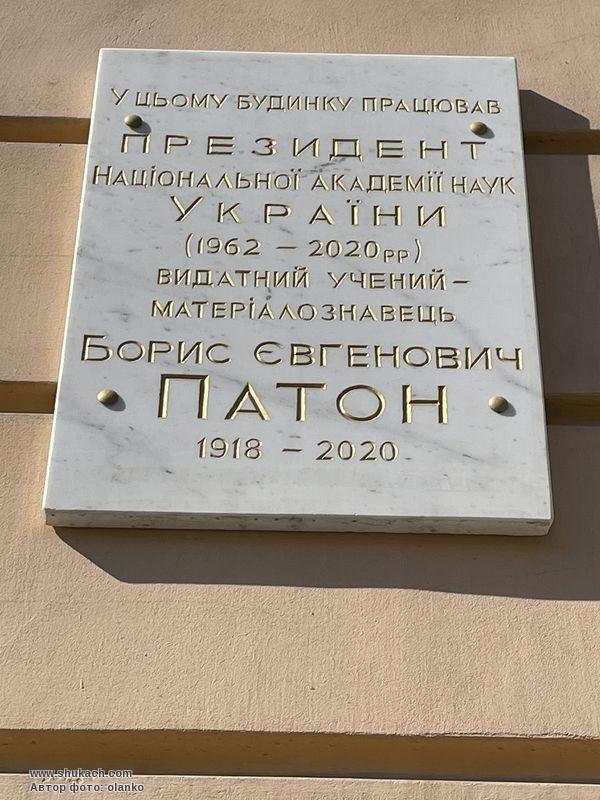 У ЦЬОМУ БУДИНКУ ПРАЦЮВАВ
ПРЕЗИДЕНТ
НАЦІОНАЛЬНОЇ АКАДЕМІЇ НАУК
УКРАЇНИ
(1962 – 2020рр)
ВИДАТНИЙ УЧЕНИЙ–
МАТЕРІАЛОЗНАВЕЦЬ
БОРИС ЄВГЕНОВИЧ
ПАТОН
1918 – 2020
www.shukach.com
Автор фото: olanko